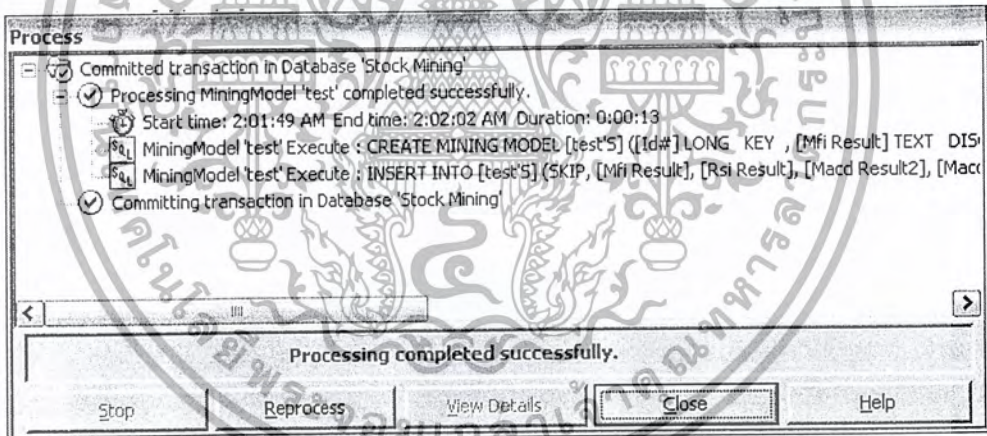 Process
Committed transaction in Database 'Stock Mining'
Processing MiningModel 'test' completed successfully.
Start time: 2:01:49 AM End time: 2:02:02 AM Duration: 0:00:13
SQL MiningModel 'test' Execute : CREATE MINING MODEL [test'S] ([Id#] LONG KEY , [Mfi Result] TEXT DIS
SQL MiningModel 'test' Execute : INSERT INTO [test'S] (SKIP, [Mfi Result], [Rsi Result], [Macd Result2], [Macd
Committing transaction in Database 'Stock Mining'
Processing completed successfully.
Stop Reprocess View Details Close Help